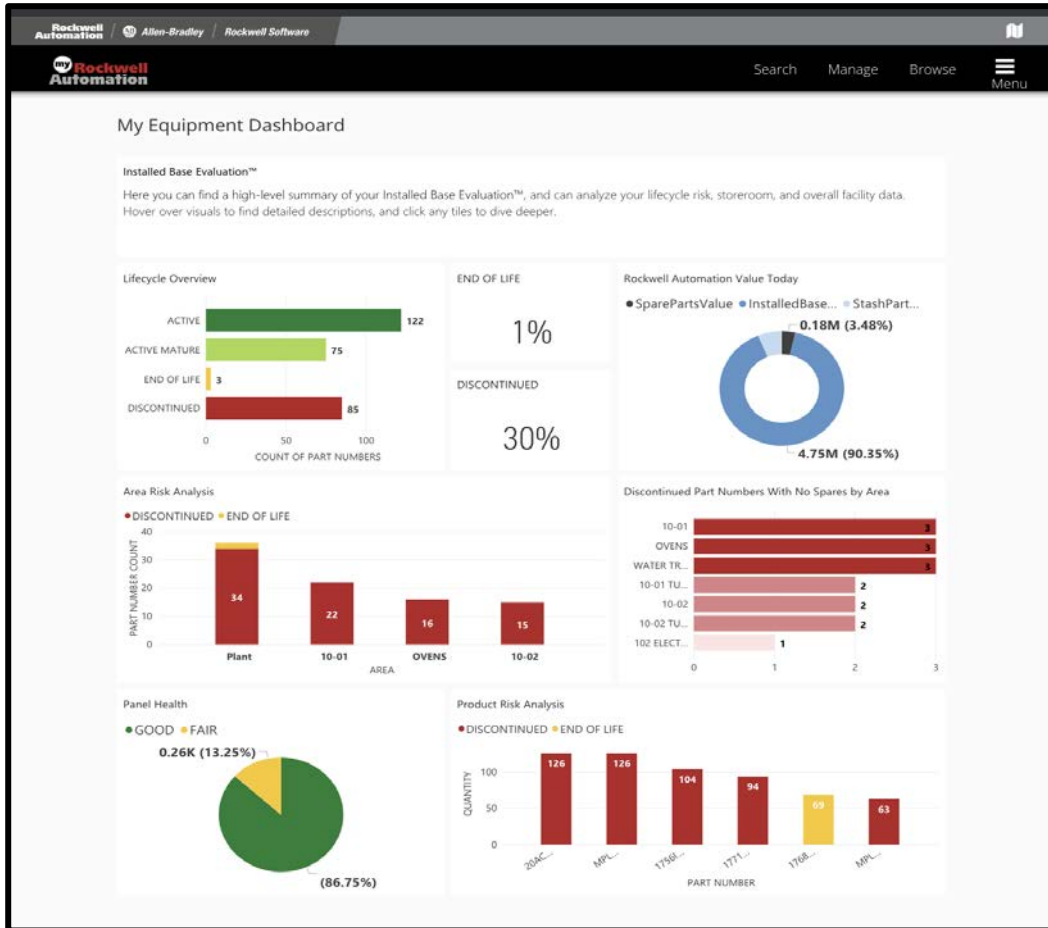 Rockwell Automation Allen-Bradley Rockwell Software
my Rockwell Automation
Search Manage Browse Menu
My Equipment Dashboard
Installed Base Evaluation™
Here you can find a high-level summary of your Installed Base Evaluation™, and can analyze your lifecycle risk, storeroom, and overall facility data.
Hover over visuals to find detailed descriptions, and click any tiles to dive deeper.
Lifecycle Overview
ACTIVE 122
ACTIVE MATURE 75
END OF LIFE 3
DISCONTINUED 85
0 50 100
COUNT OF PART NUMBERS
END OF LIFE
1%
DISCONTINUED
30%
Rockwell Automation Value Today
SparePartsValue InstalledBase... StashPart...
0.18M (3.48%)
4.75M (90.35%)
Area Risk Analysis
DISCONTINUED END OF LIFE
PART NUMBER COUNT
40
30
20
10
0
34 22 16 15
Plant 10-01 OVENS 10-02
AREA
Discontinued Part Numbers With No Spares by Area
10-01 3
OVENS 3
WATER TR... 3
10-01 TU... 2
10-02 2
10-02 TU... 2
102 ELECT... 1
0 1 2 3
Panel Health
GOOD FAIR
0.26K (13.25%)
(86.75%)
Product Risk Analysis
DISCONTINUED END OF LIFE
QUANTITY
100
50
0
126 126 104 94 69 63
20AC... MPL... 1756I... 1771... 1768... MPL...
PART NUMBER